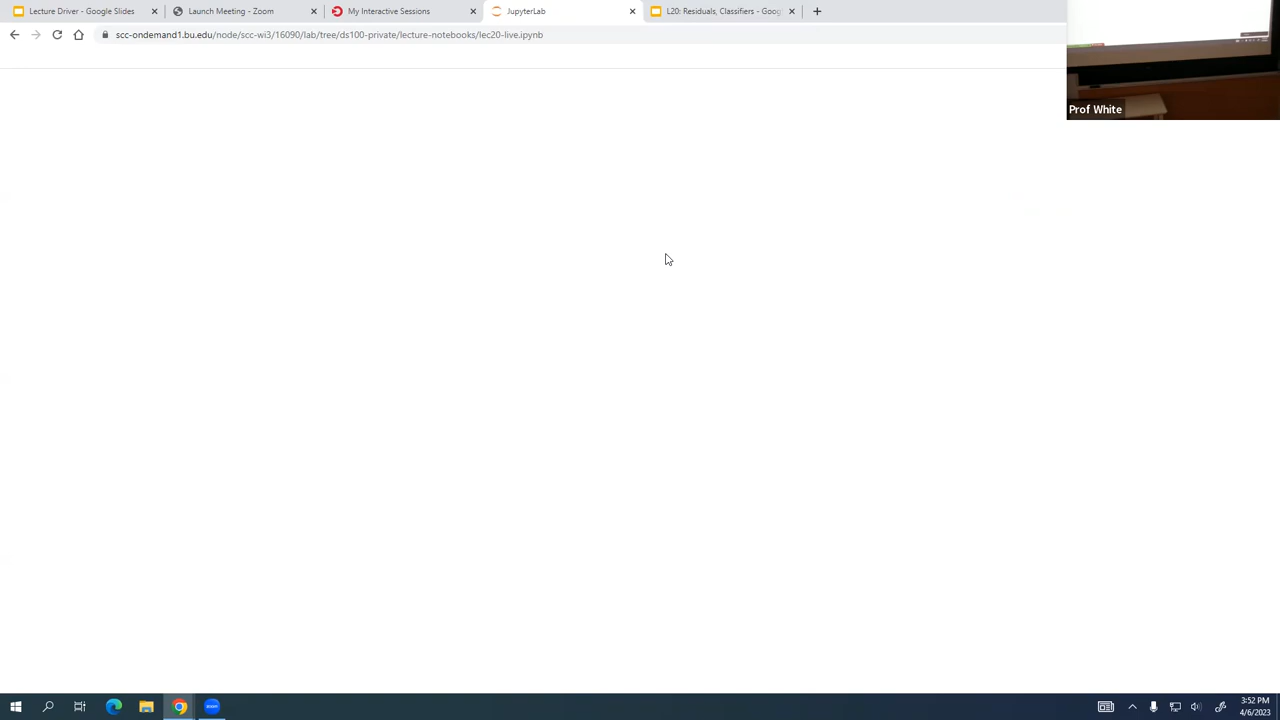 Lecture Driver - Google Slides
Launch Meeting - Zoom
My Interactive Sessions
JupyterLab
L20: Residuals, Classifiers - Goog
scc-ondemand1.bu.edu/node/scc-wi3/16090/lab/tree/ds100-private/lecture-notebooks/lec20-live.ipynb
Prof White
zoom
3:52 PM
4/6/2023